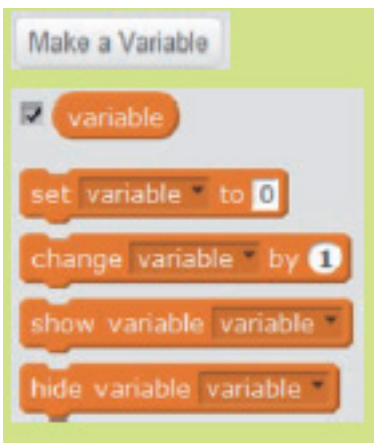 Make a Variable
variable
set variable to 0
change variable by 1
show variable variable
hide variable variable